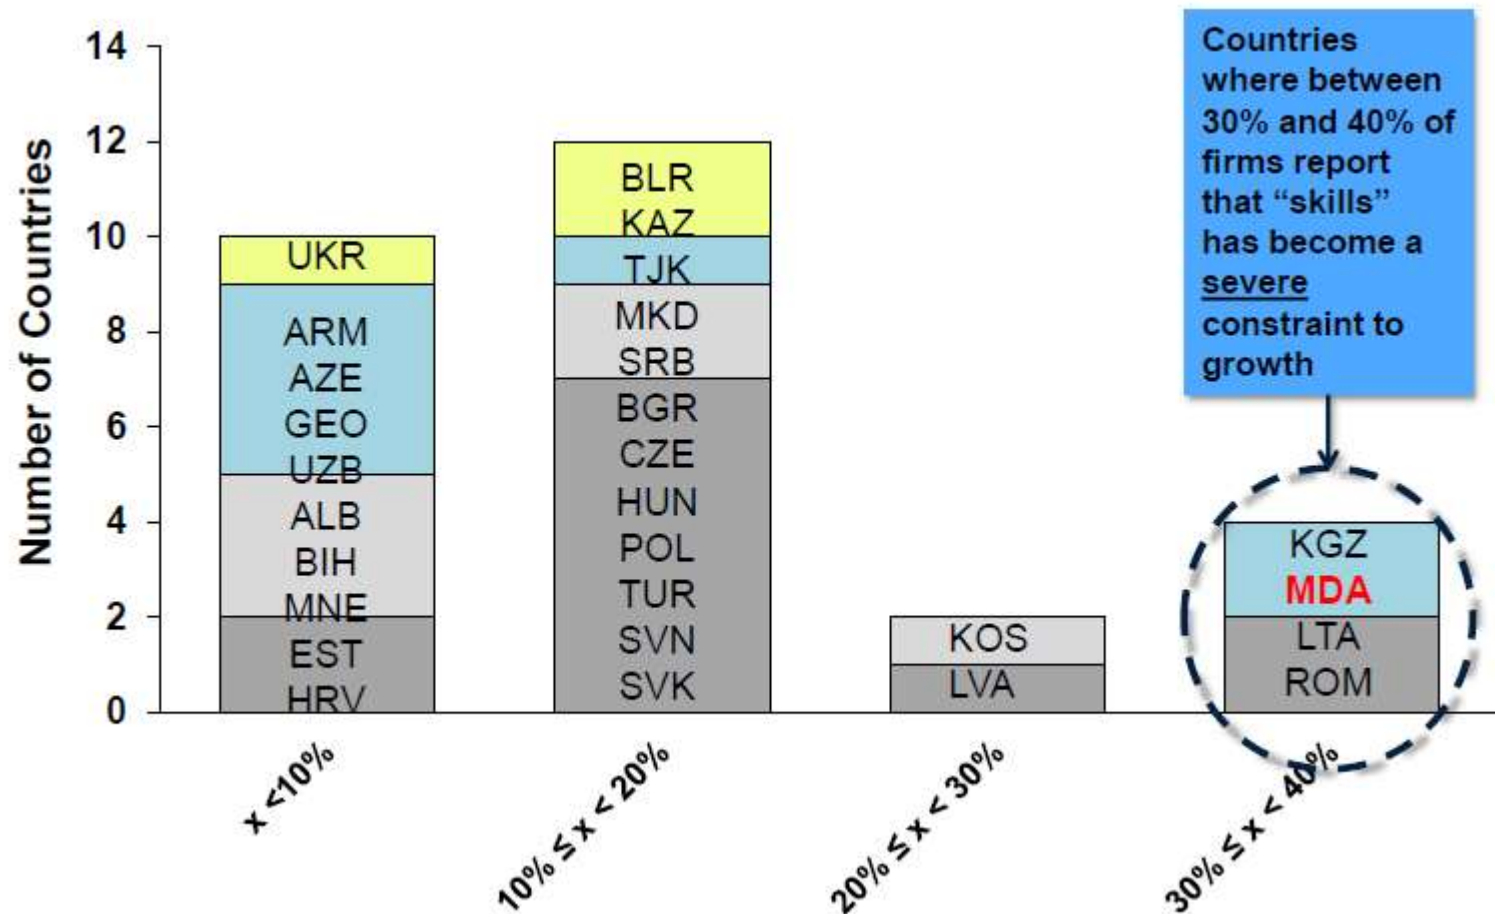 Number of Countries
14
12
10
8
6
4
2
0
UKR
ARM
AZE
GEO
UZB
ALB
BIH
MNE
EST
HRV
BLR
KAZ
TJK
MKD
SRB
BGR
CZE
HUN
POL
TUR
SVN
SVK
KOS
LVA
KGZ
MDA
LTA
ROM
x <10%
10% ≤ x < 20%
20% ≤ x < 30%
30% ≤ x < 40%
Countries
where between
30% and 40% of
firms report
that “skills”
has become a
severe
constraint to
growth